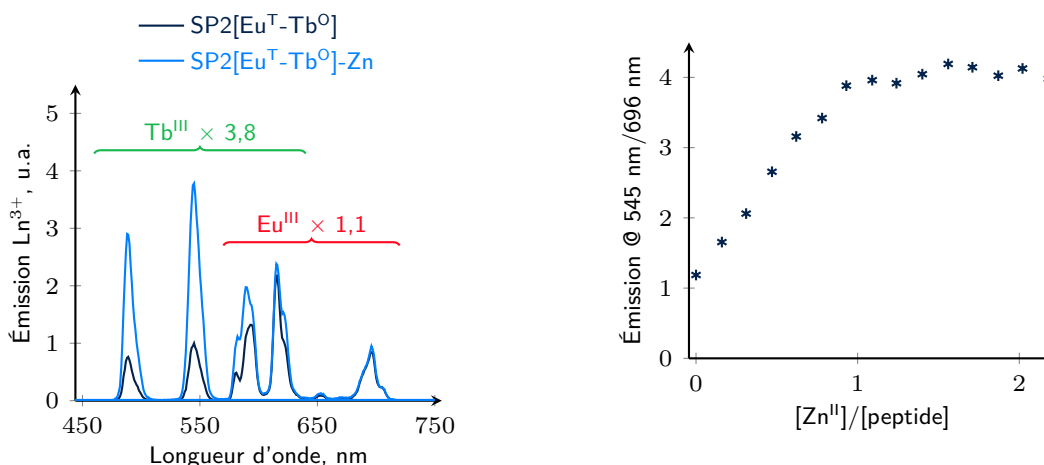 SP2[Eu^T-Tb^O]
SP2[Eu^T-Tb^O]-Zn
Émission Ln³⁺, u.a.
5
4
3
2
1
0
Tb^III × 3,8
Eu^III × 1,1
450 550 650 750
Longueur d'onde, nm
Émission @ 545 nm/696 nm
4
3
2
1
0
0 1 2
[Zn^II]/[peptide]